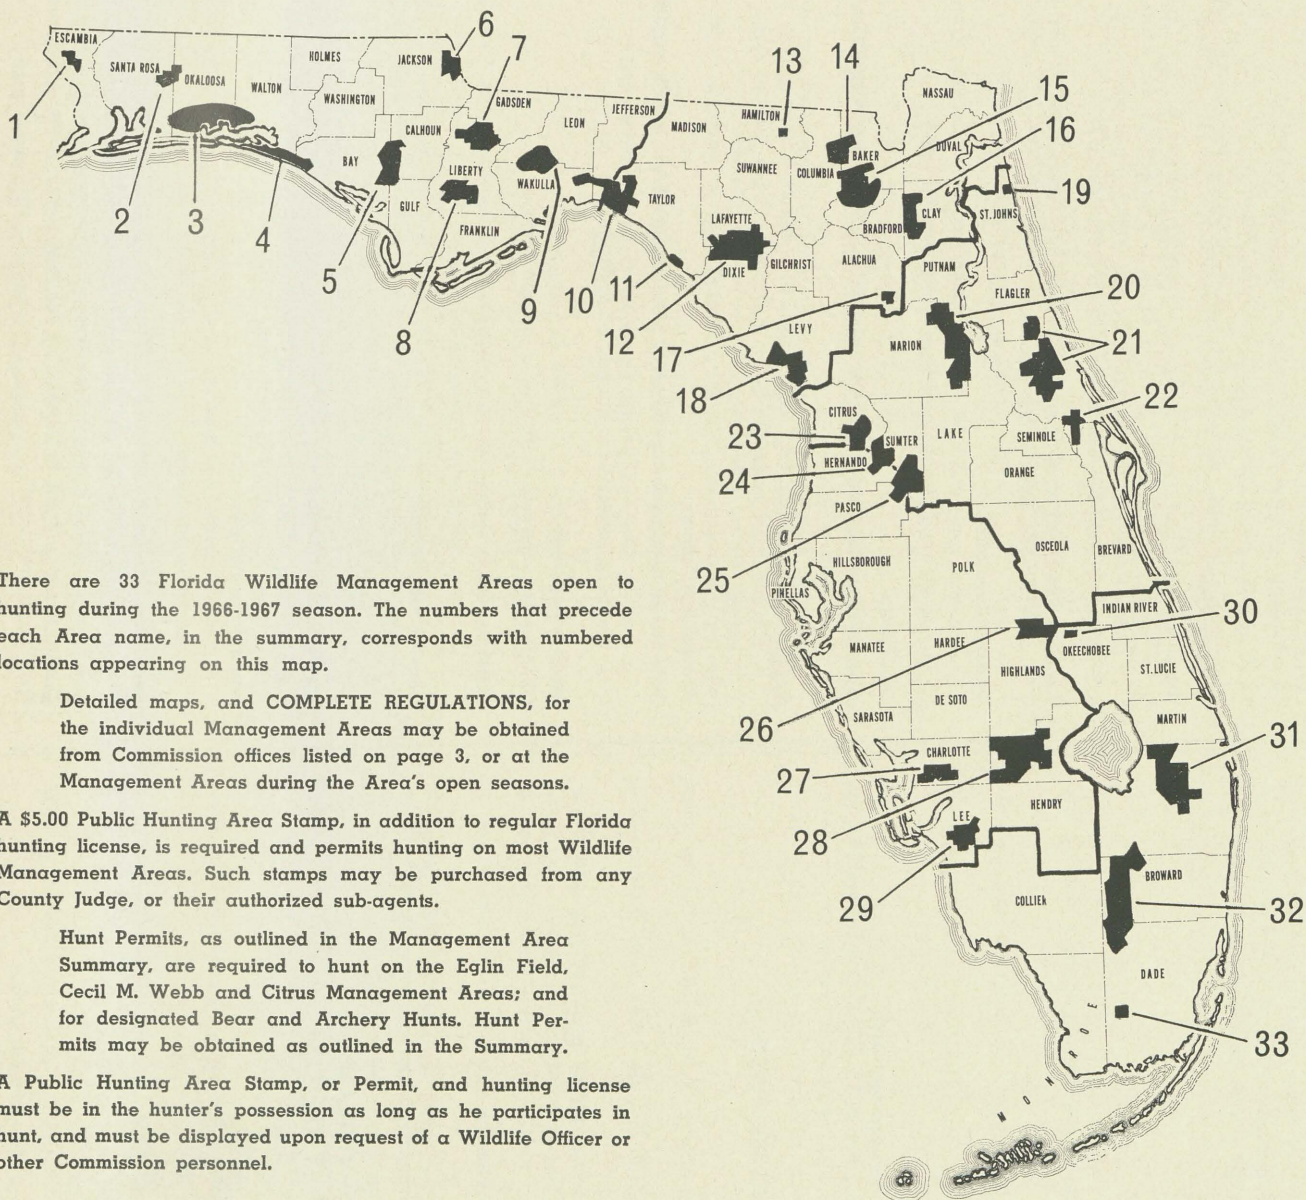 6
7
ESCAMBIA
SANTA ROSA
OKALOOSA
WALTON
HOLMES
JACKSON
WASHINGTON
GADSDEN
JEFFERSON
LEON
MADISON
HAMILTON
13
14
NASSAU
15
16
1
BAY
CALHOUN
LIBERTY
WAKULLA
TAYLOR
SUWANNEE
COLUMBIA
BAKER
DUVAL
2
3
4
5
GULF
8
FRANKLIN
9
10
11
12
LAFAYETTE
DIXIE
GILCHRIST
ALACHUA
BRADFORD
CLAY
ST. JOHNS
19
PUTNAM
FLAGLER
20
17
LEVY
MARION
21
18
22
CITRUS
23
SUMTER
LAKE
SEMINOLE
HERNANDO
24
ORANGE
PASCO
25
HILLSBOROUGH
PINELLAS
POLK
OSCEOLA
BREVARD
INDIAN RIVER
30
MANATEE
HARDEE
HIGHLANDS
OKEECHOBEE
ST. LUCIE
26
SARASOTA
DE SOTO
MARTIN
31
CHARLOTTE
27
28
LEE
HENDRY
29
COLLIER
BROWARD
32
DADE
33
MONROE
There are 33 Florida Wildlife Management Areas open to
hunting during the 1966-1967 season. The numbers that precede
each Area name, in the summary, corresponds with numbered
locations appearing on this map.
Detailed maps, and COMPLETE REGULATIONS, for
the individual Management Areas may be obtained
from Commission offices listed on page 3, or at the
Management Areas during the Area's open seasons.
A $5.00 Public Hunting Area Stamp, in addition to regular Florida
hunting license, is required and permits hunting on most Wildlife
Management Areas. Such stamps may be purchased from any
County Judge, or their authorized sub-agents.
Hunt Permits, as outlined in the Management Area
Summary, are required to hunt on the Eglin Field,
Cecil M. Webb and Citrus Management Areas; and
for designated Bear and Archery Hunts. Hunt Per-
mits may be obtained as outlined in the Summary.
A Public Hunting Area Stamp, or Permit, and hunting license
must be in the hunter's possession as long as he participates in
hunt, and must be displayed upon request of a Wildlife Officer or
other Commission personnel.